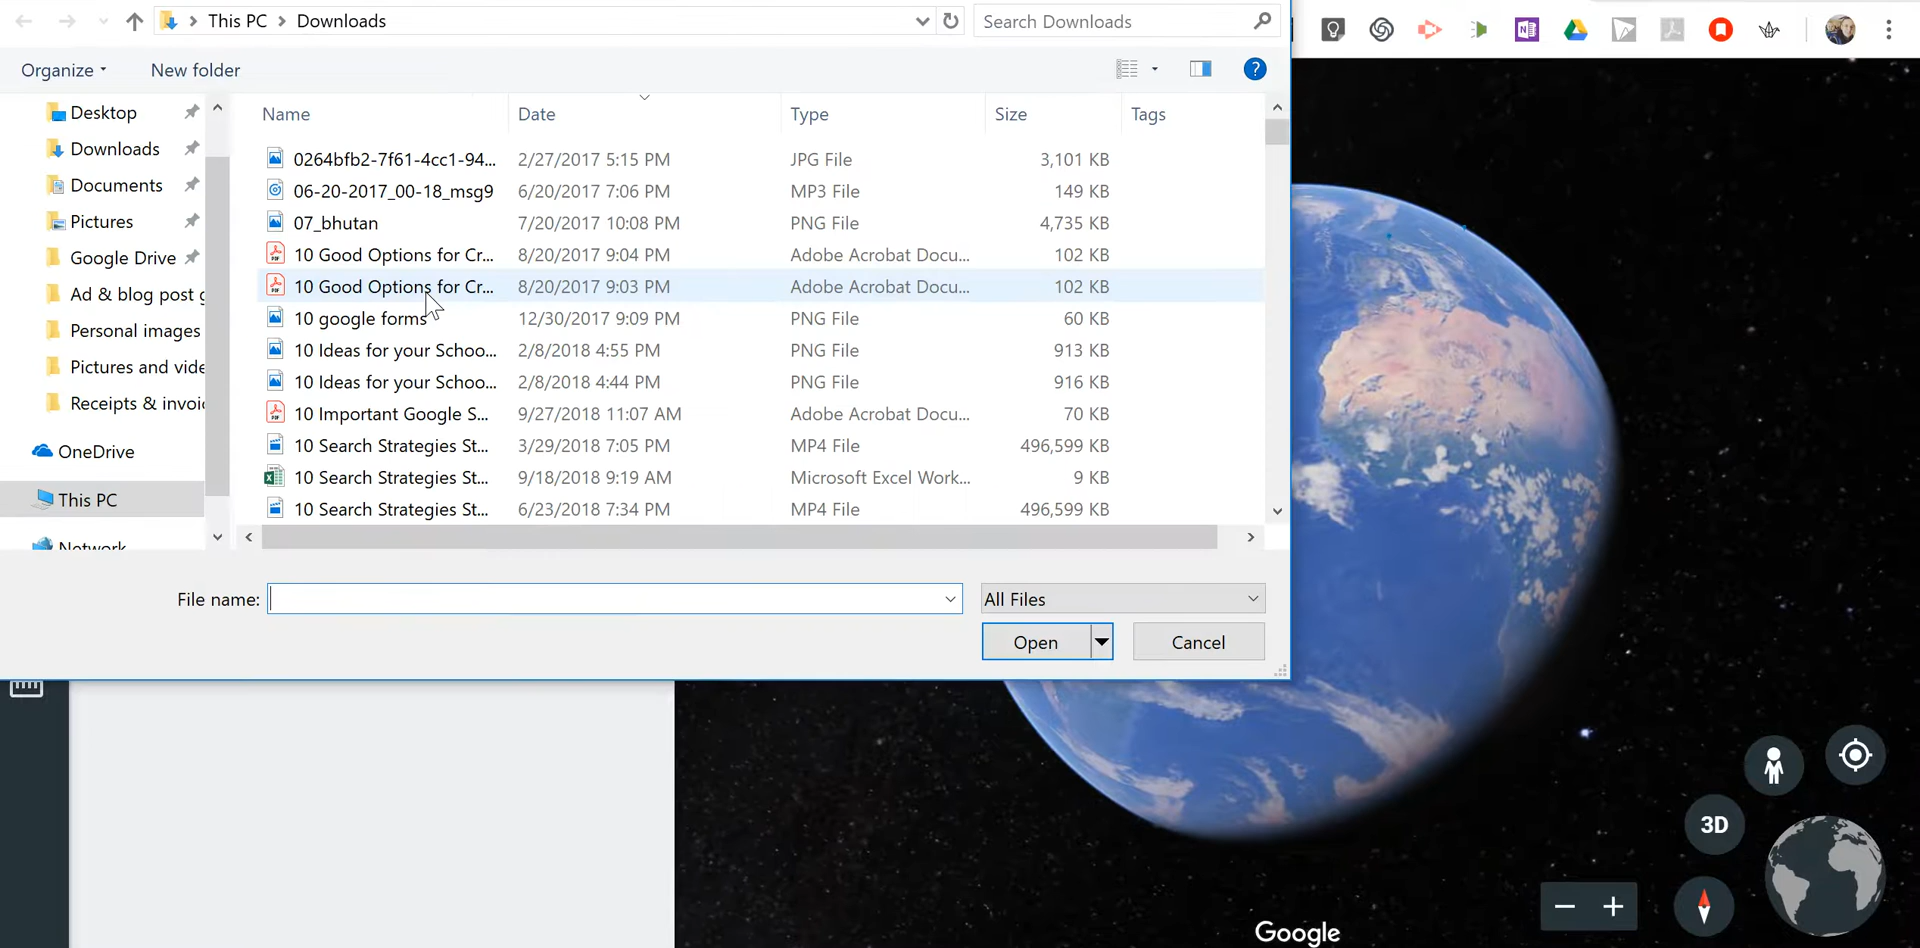 This PC > Downloads
Search Downloads
Organize
New folder
Name
Date
Type
Size
Tags
Desktop
Downloads
Documents
Pictures
Google Drive
Ad & blog post g
Personal images
Pictures and vide
Receipts & invoic
OneDrive
This PC
Network
0264bfb2-7f61-4cc1-94... 2/27/2017 5:15 PM JPG File 3,101 KB
06-20-2017_00-18_msg9 6/20/2017 7:06 PM MP3 File 149 KB
07_bhutan 7/20/2017 10:08 PM PNG File 4,735 KB
10 Good Options for Cr... 8/20/2017 9:04 PM Adobe Acrobat Docu... 102 KB
10 Good Options for Cr... 8/20/2017 9:03 PM Adobe Acrobat Docu... 102 KB
10 google forms 12/30/2017 9:09 PM PNG File 60 KB
10 Ideas for your Schoo... 2/8/2018 4:55 PM PNG File 913 KB
10 Ideas for your Schoo... 2/8/2018 4:44 PM PNG File 916 KB
10 Important Google S... 9/27/2018 11:07 AM Adobe Acrobat Docu... 70 KB
10 Search Strategies St... 3/29/2018 7:05 PM MP4 File 496,599 KB
10 Search Strategies St... 9/18/2018 9:19 AM Microsoft Excel Work... 9 KB
10 Search Strategies St... 6/23/2018 7:34 PM MP4 File 496,599 KB
File name:
All Files
Open
Cancel
3D
Google